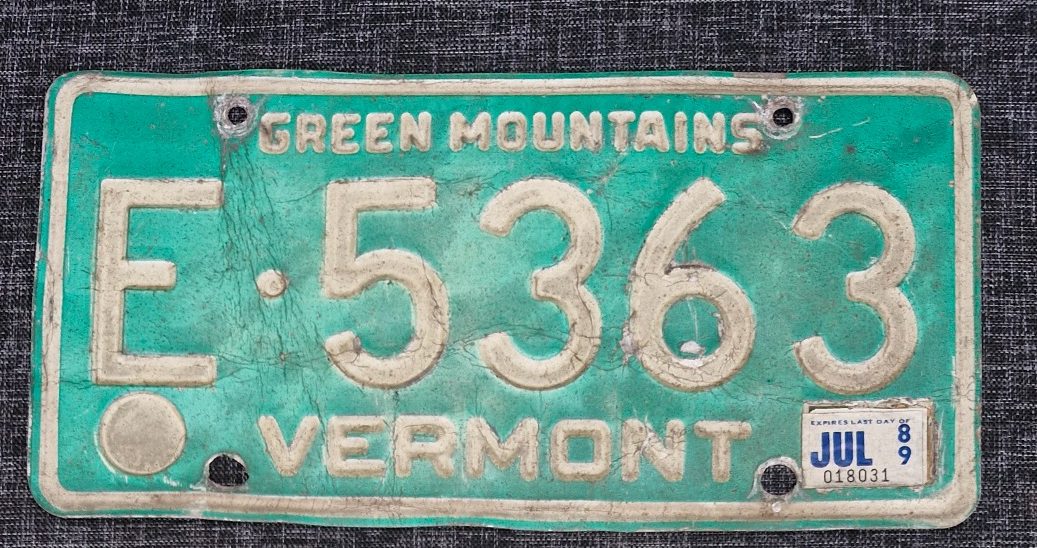 GREEN MOUNTAINS
E·5363
VERMONT
EXPIRES LAST DAY OF
JUL 89
018031